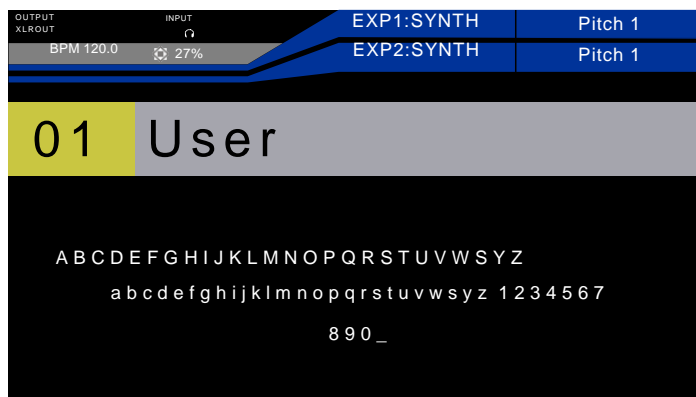 OUTPUT INPUT EXP1:SYNTH Pitch 1
XLROUT
BPM 120.0 27% EXP2:SYNTH Pitch 1
01 User
A B C D E F G H I J K L M N O P Q R S T U V W S Y Z
a b c d e f g h i j k l m n o p q r s t u v w s y z 1 2 3 4 5 6 7
8 9 0 _